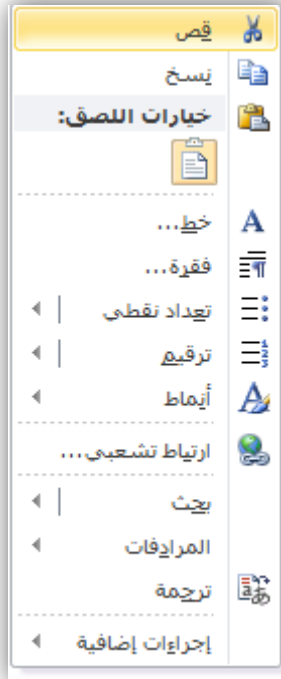 قص
نسخ
خيارات اللصق:
خط...
فقرة...
تعداد نقطي
ترقيم
أنماط
ارتباط تشعبي...
بحث
المرادفات
ترجمة
إجراءات إضافية